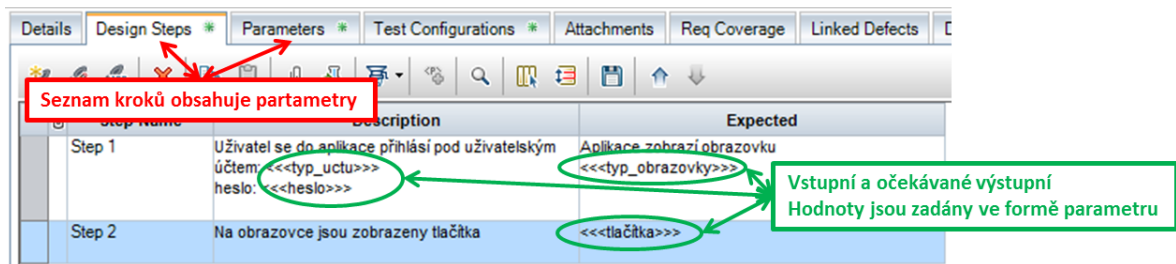 Details Design Steps * Parameters * Test Configurations * Attachments Req Coverage Linked Defects
Seznam kroků obsahuje partametry
Step Name Description Expected
Step 1 Uživatel se do aplikace přihlásí pod uživatelským Aplikace zobrazí obrazovku
účtem: <<<typ_uctu>>> <<<typ_obrazovky>>>
heslo: <<<heslo>>>
Vstupní a očekávané výstupní
Hodnoty jsou zadány ve formě parametru
Step 2 Na obrazovce jsou zobrazeny tlačítka <<<tlačítka>>>